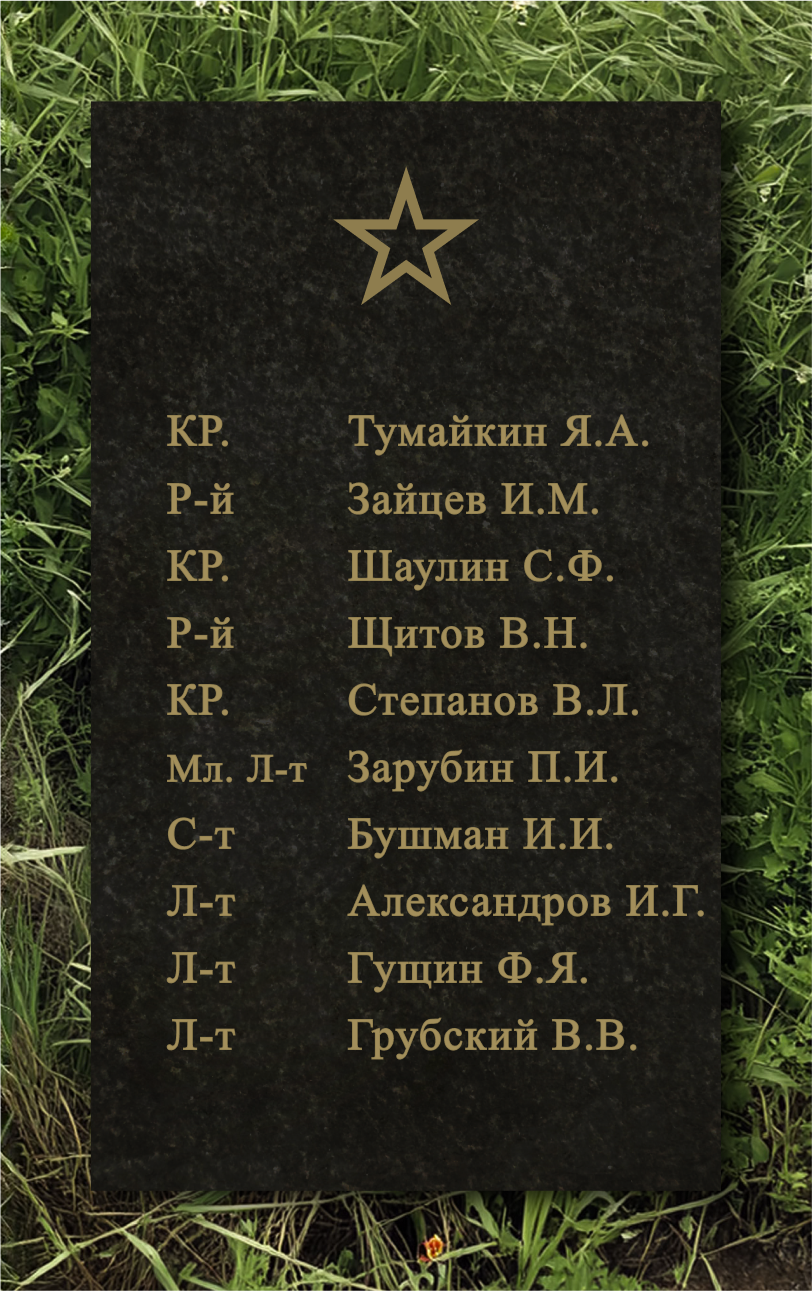 КР. Тумайкин Я.А.
Р-й Зайцев И.М.
КР. Шаулин С.Ф.
Р-й Щитов В.Н.
КР. Степанов В.Л.
Мл. Л-т Зарубин П.И.
С-т Бушман И.И.
Л-т Александров И.Г.
Л-т Гущин Ф.Я.
Л-т Грубский В.В.